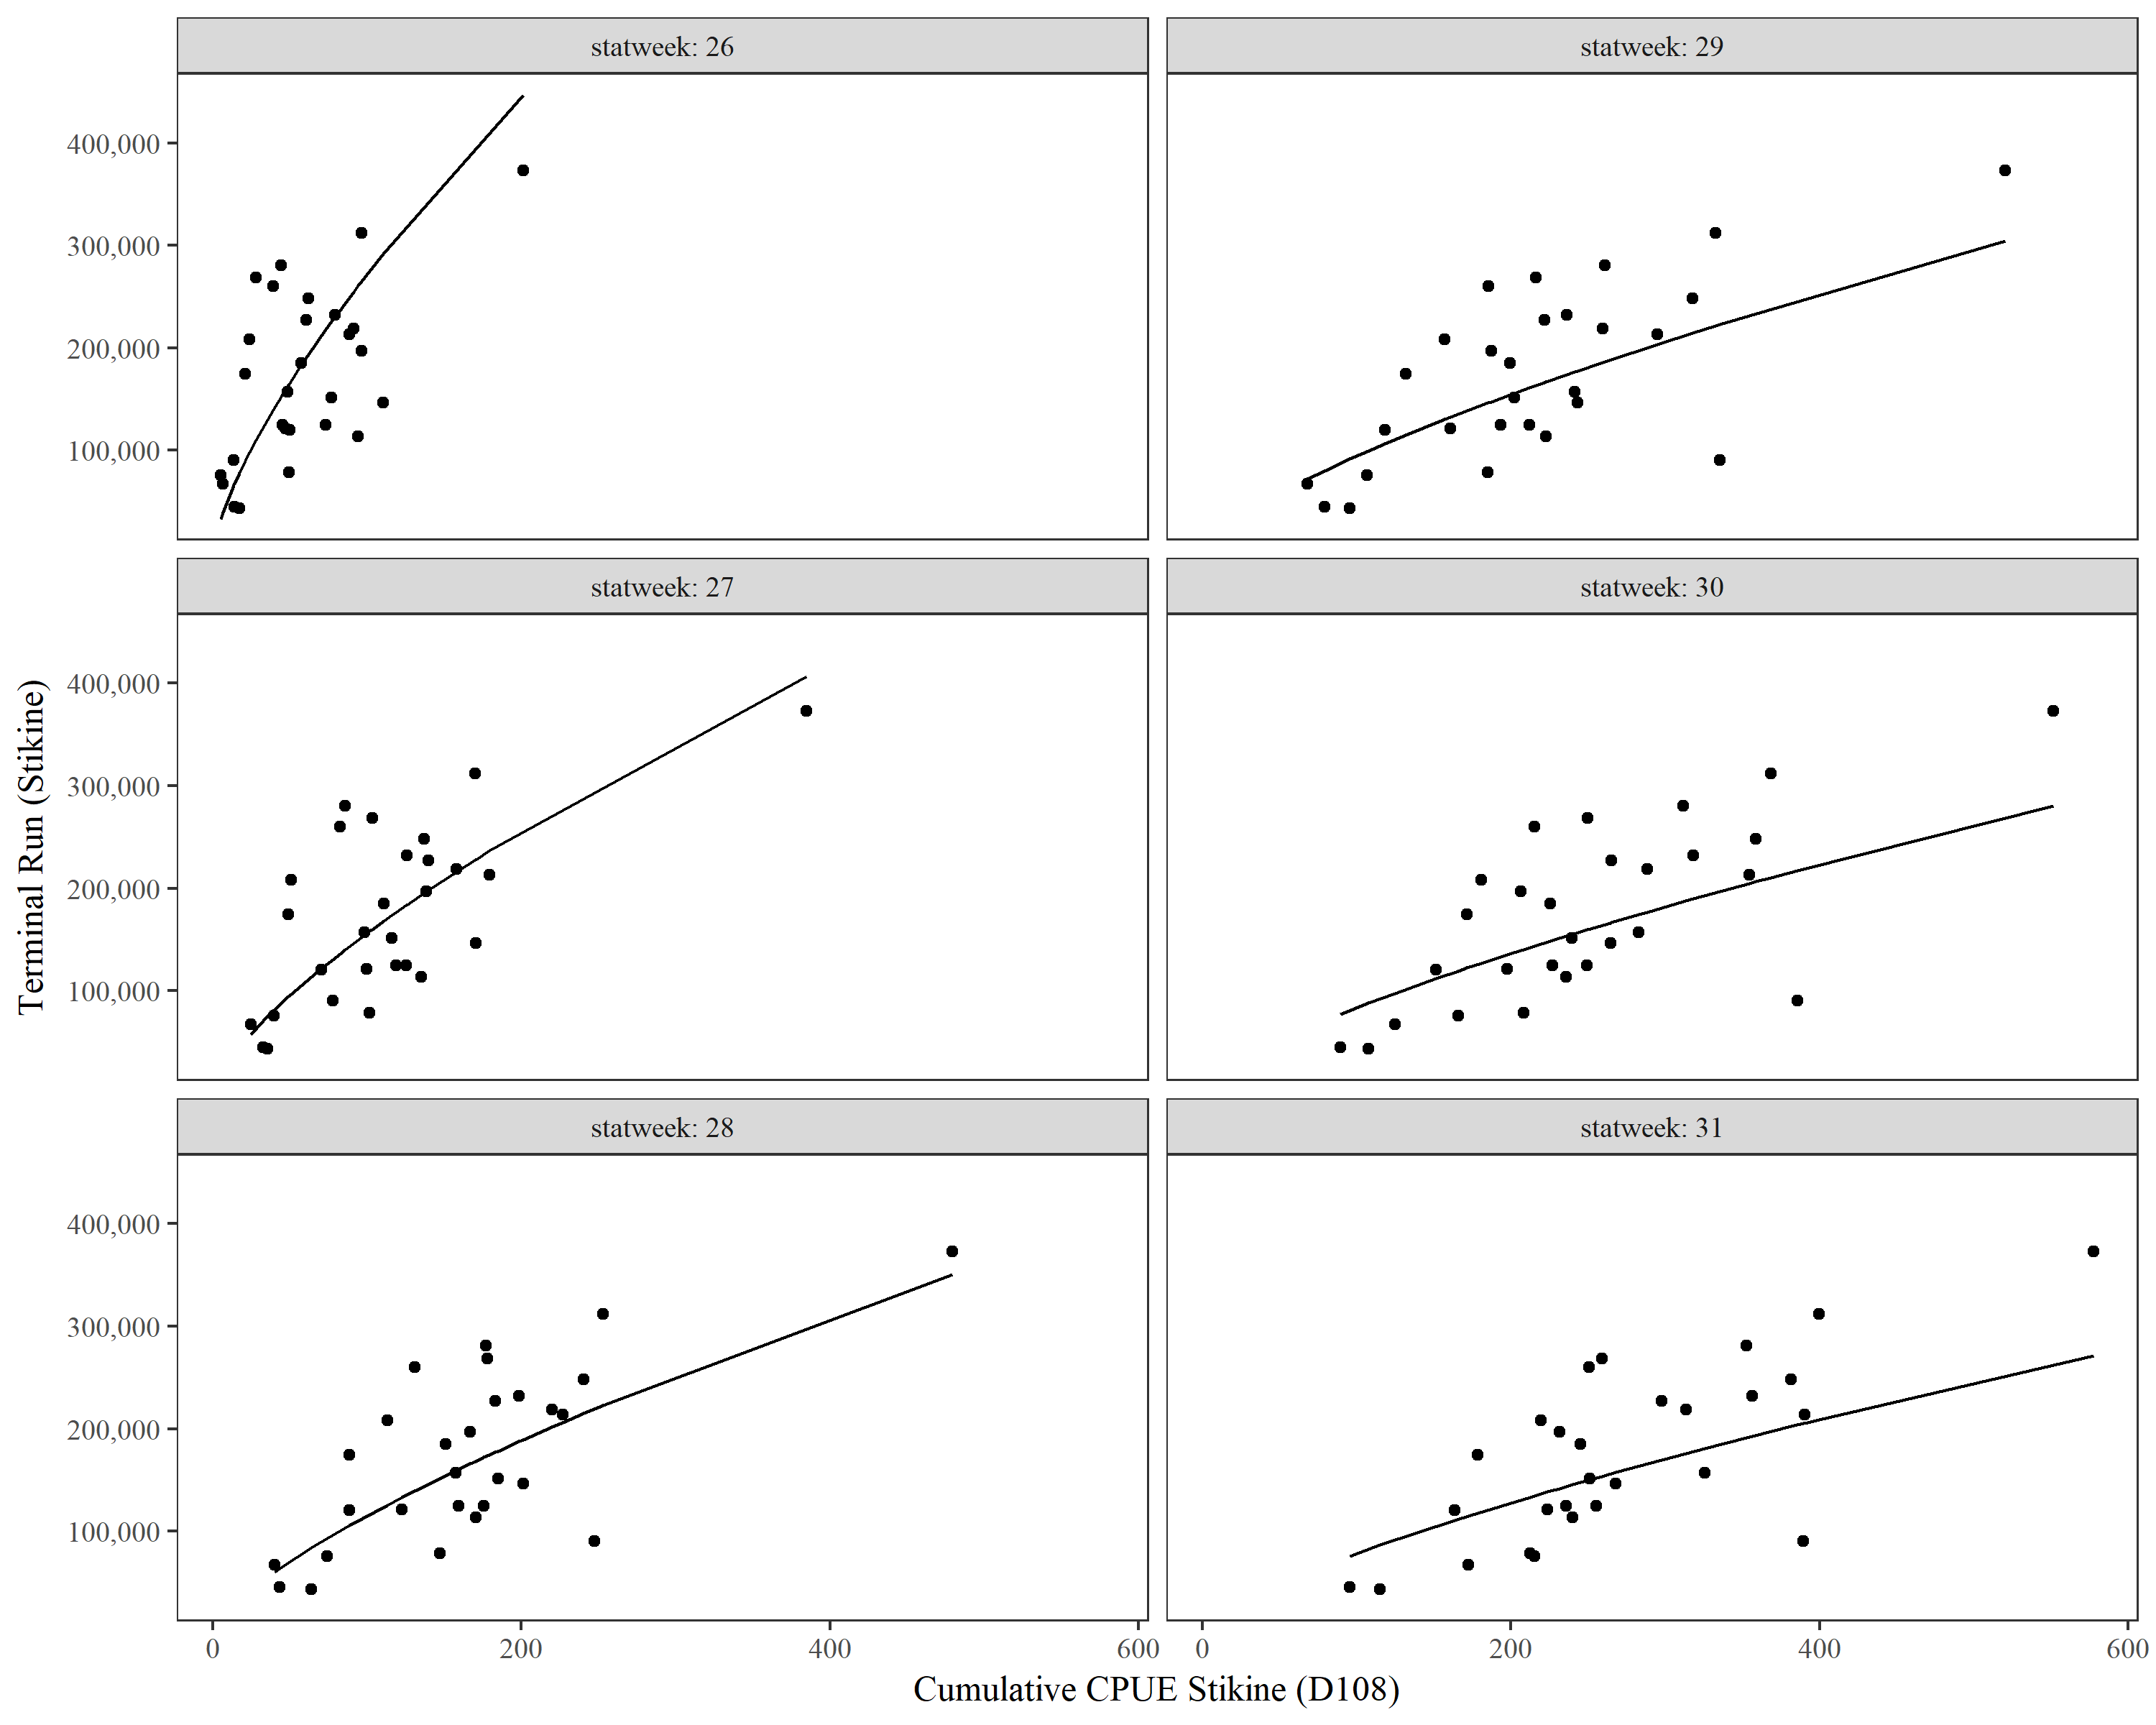 statweek: 26
statweek: 29
400,000
300,000
200,000
100,000
statweek: 27
statweek: 30
400,000
300,000
200,000
100,000
statweek: 28
statweek: 31
400,000
300,000
200,000
100,000
0 200 400 600
0 200 400 600
Terminal Run (Stikine)
Cumulative CPUE Stikine (D108)